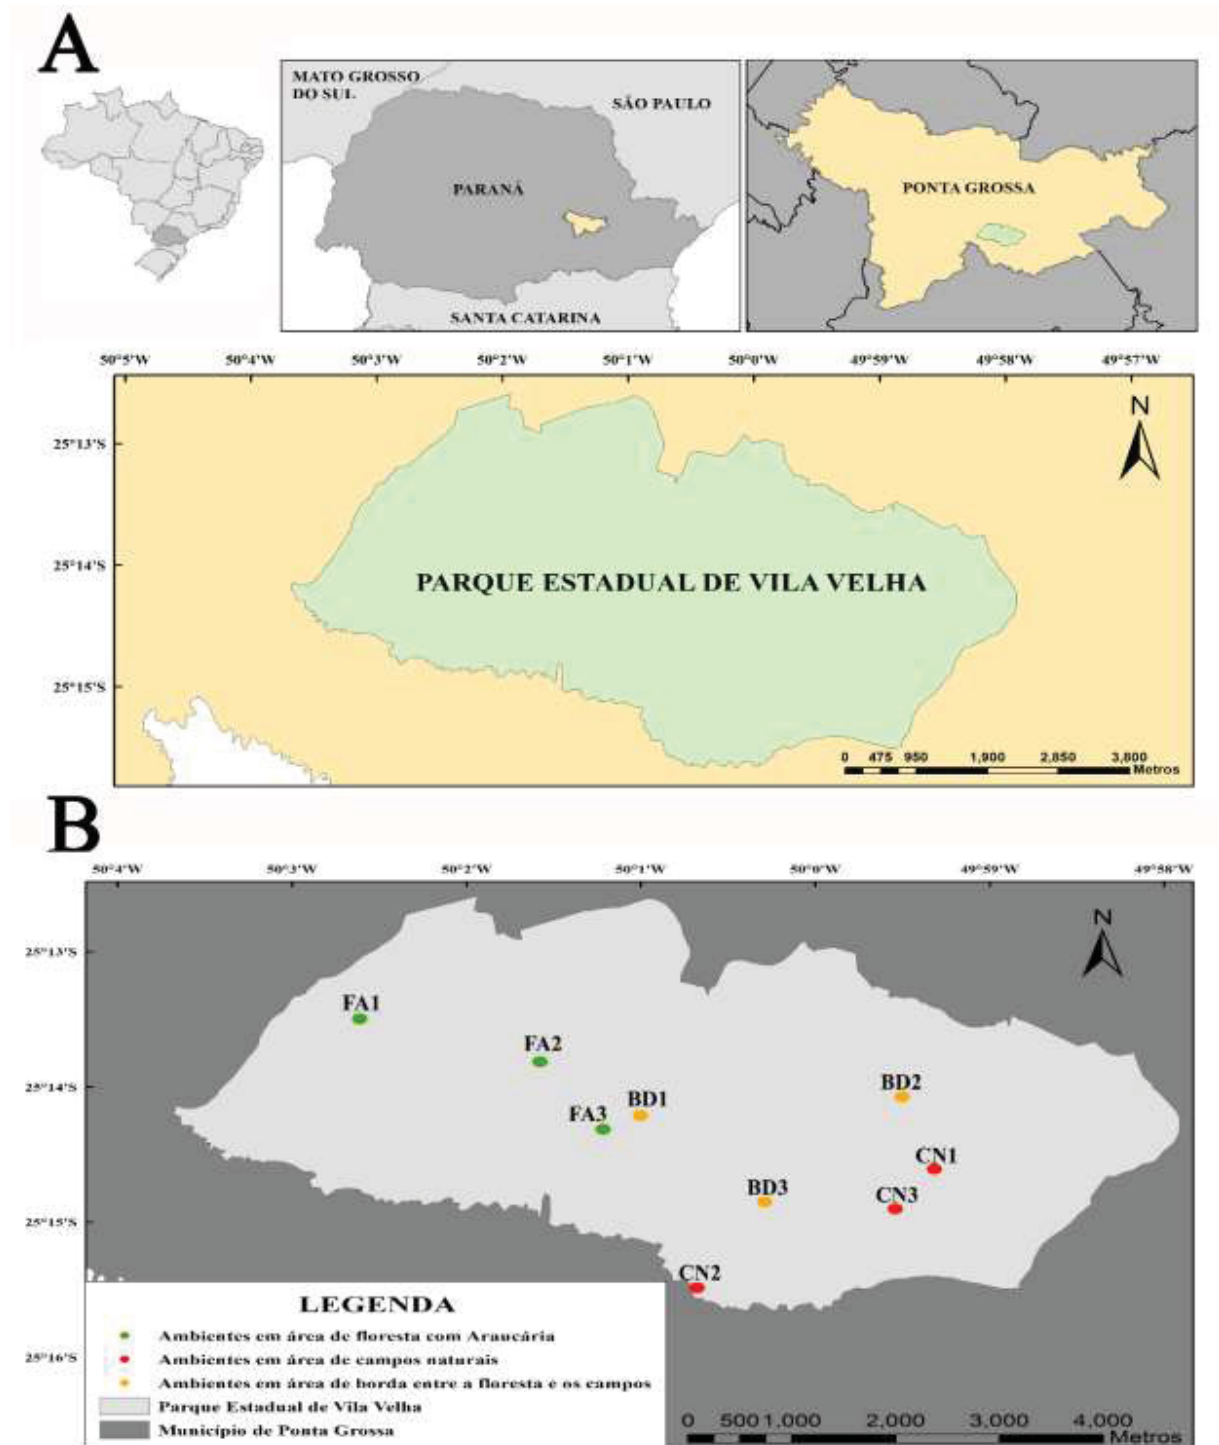 A
MATO GROSSO
DO SUL
SÃO PAULO
PARANÁ
SANTA CATARINA
PONTA GROSSA
50°5'W 50°4'W 50°3'W 50°2'W 50°1'W 50°0'W 49°59'W 49°58'W 49°57'W
N
25°13'S
25°14'S
PARQUE ESTADUAL DE VILA VELHA
25°15'S
0 475 950 1,900 2,850 3,800
Metros
B
50°4'W 50°3'W 50°2'W 50°1'W 50°0'W 49°59'W 49°58'W
N
25°13'S
FA1
FA2
25°14'S
BD2
FA3 BD1
CN1
BD3 CN3
25°15'S
CN2
LEGENDA
Ambientes em área de floresta com Araucária
Ambientes em área de campos naturais
25°16'S
Ambientes em área de borda entre a floresta e os campos
Parque Estadual de Vila Velha
Município de Ponta Grossa
0 500 1,000 2,000 3,000 4,000
Metros